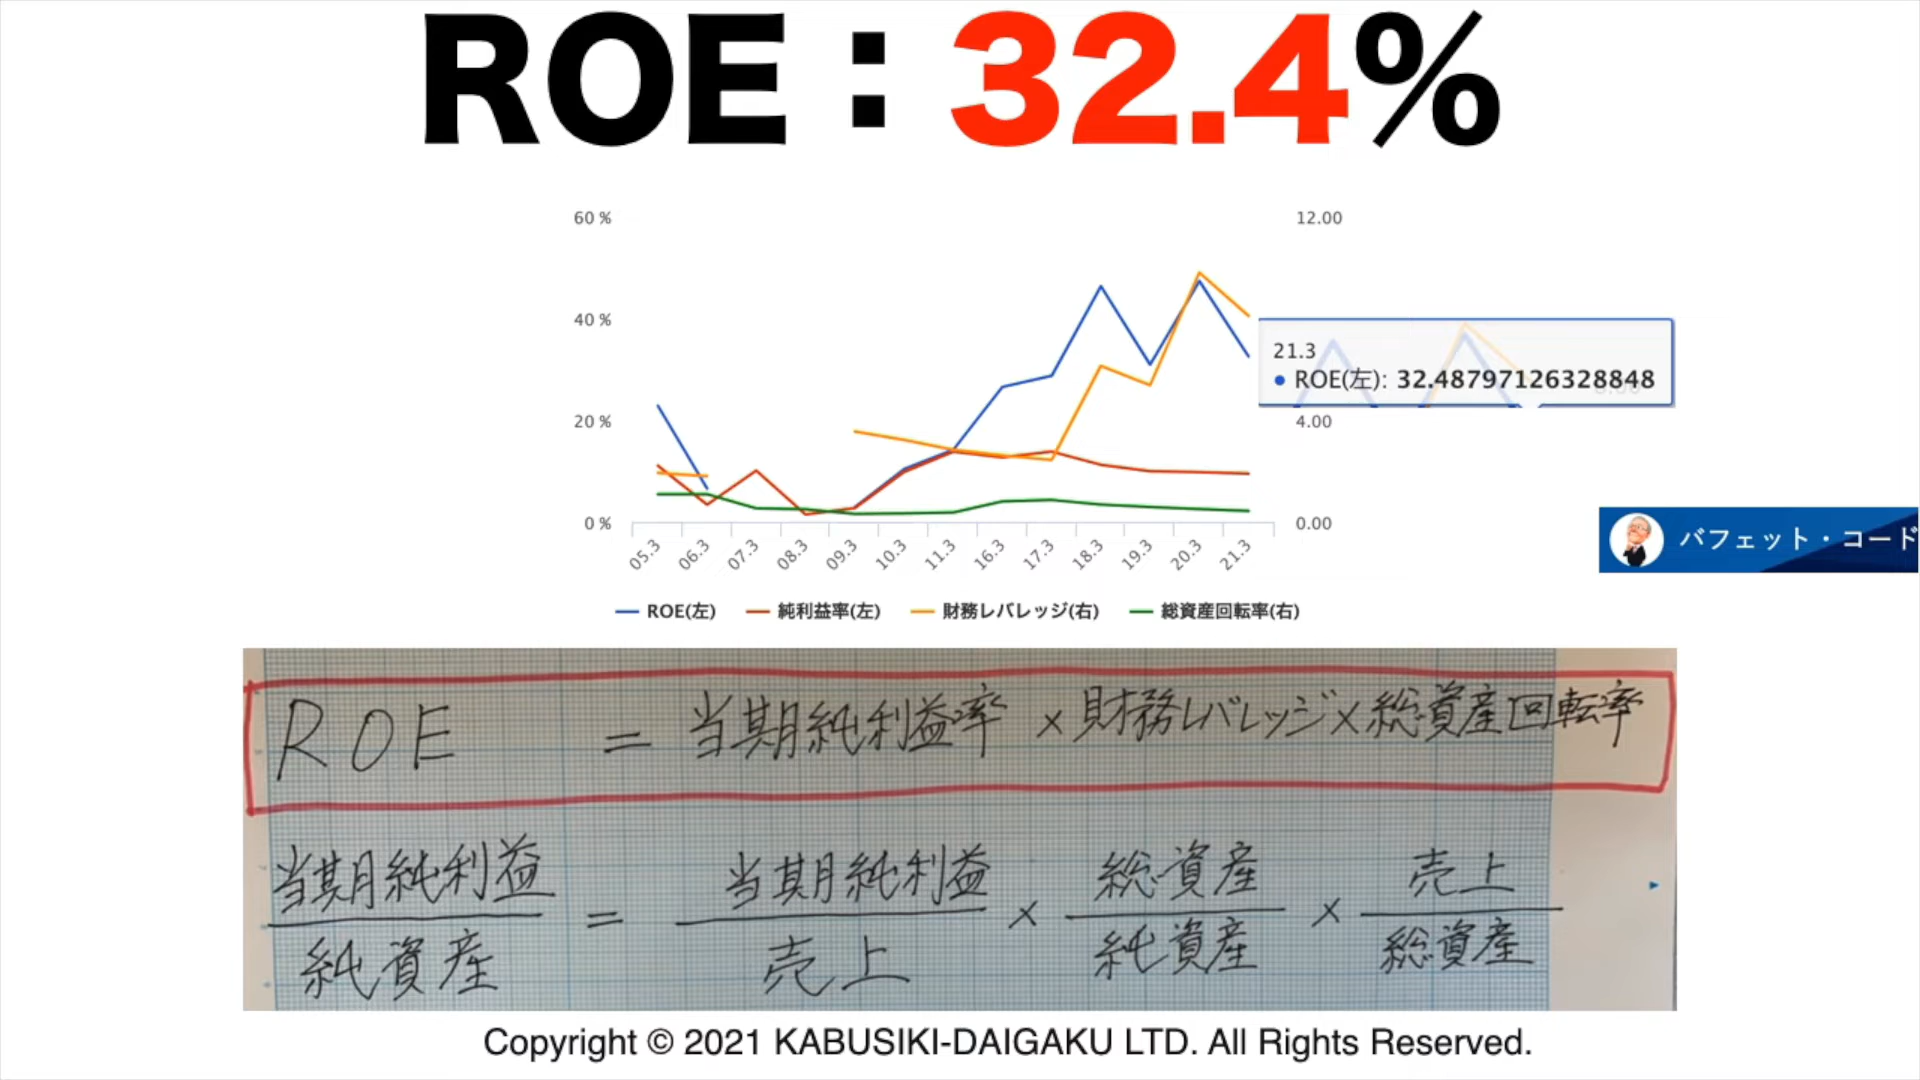 ROE：32.4%
60 %
12.00
40 %
21.3
ROE(左): 32.48797126328848
20 %
4.00
0 %
0.00
バフェット・コード
05.3 06.3 07.3 08.3 09.3 10.3 11.3 16.3 17.3 18.3 19.3 20.3 21.3
ROE(左) 純利益率(左) 財務レバレッジ(右) 総資産回転率(右)
ROE = 当期純利益率 × 財務レバレッジ × 総資産回転率
当期純利益 = 当期純利益 × 総資産 × 売上
純資産 売上 純資産 総資産
Copyright © 2021 KABUSIKI-DAIGAKU LTD. All Rights Reserved.